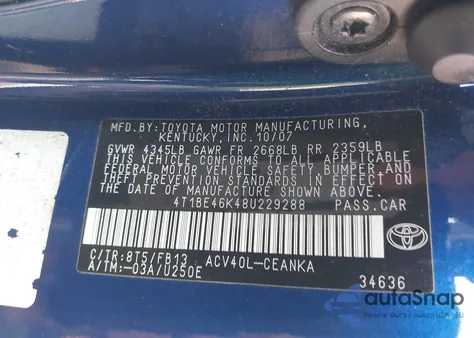 MFD.BY:TOYOTA MOTOR MANUFACTURING,
KENTUCKY, INC. 10/07
GVWR 4345LB GAWR FR 2668LB RR 2359LB
THIS VEHICLE CONFORMS TO ALL APPLICABLE
FEDERAL MOTOR VEHICLE SAFETY, BUMPER, AND
THEFT PREVENTION STANDARDS IN EFFECT ON
THE DATE OF MANUFACTURE SHOWN ABOVE.
4T1BE46K48U229288 PASS.CAR
C/TR:8T5/FB13 ACV40L-CEANKA
A/TM:-03A/U250E
TOYOTA
34636
autoSnap